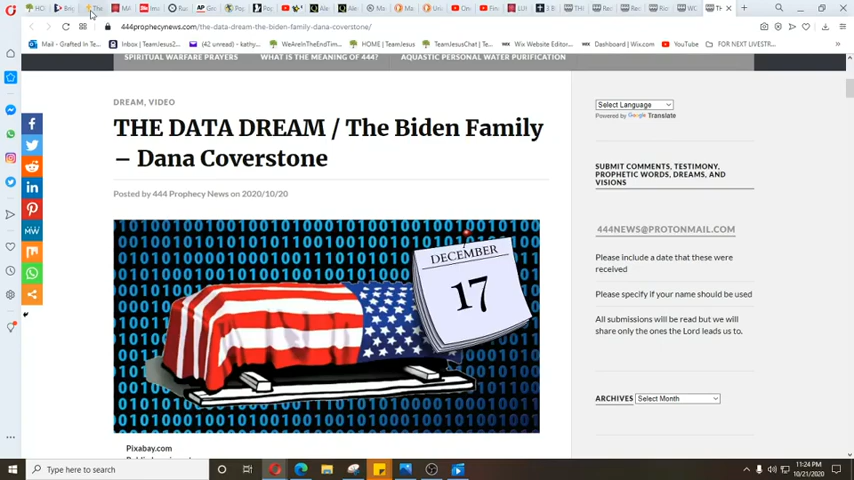 444prophecynews.com/the-data-dream-the-biden-family-dana-coverstone/
Mail - Grafted In To...
Inbox | TeamJesus2...
(42 unread) - kathy...
WeAreInTheEndTim...
HOME | TeamJesus
TeamJesusChat | Te...
Wix Website Editor...
Dashboard | Wix.com
YouTube
FOR NEXT LIVESTR...
SPIRITUAL WARFARE PRAYERS
WHAT IS THE MEANING OF 444?
AQUASTIC PERSONAL WATER PURIFICATION
DREAM, VIDEO
THE DATA DREAM / The Biden Family
– Dana Coverstone
Posted by 444 Prophecy News on 2020/10/20
DECEMBER
17
Pixabay.com
Select Language
Powered by Google Translate
SUBMIT COMMENTS, TESTIMONY,
PROPHETIC WORDS, DREAMS, AND
VISIONS
444NEWS@PROTONMAIL.COM
Please include a date that these were
received
Please specify if your name should be used
All submissions will be read but we will
share only the ones the Lord leads us to.
ARCHIVES
Select Month
Type here to search
11:24 PM
10/21/2020